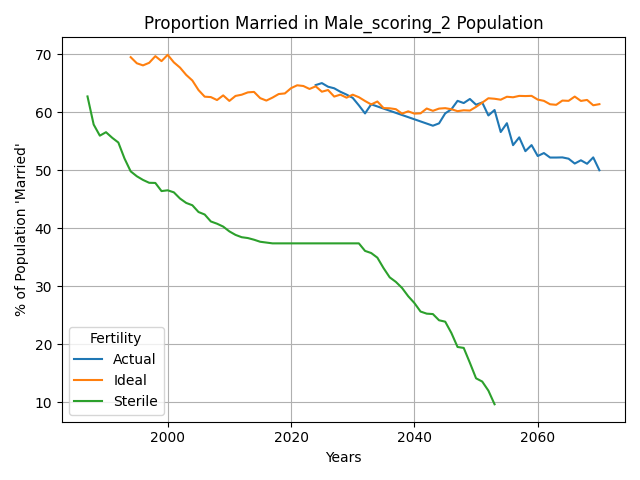 Proportion Married in Male_scoring_2 Population
% of Population 'Married'
70
60
50
40
30
20
10
Fertility
Actual
Ideal
Sterile
2000
2020
2040
2060
Years